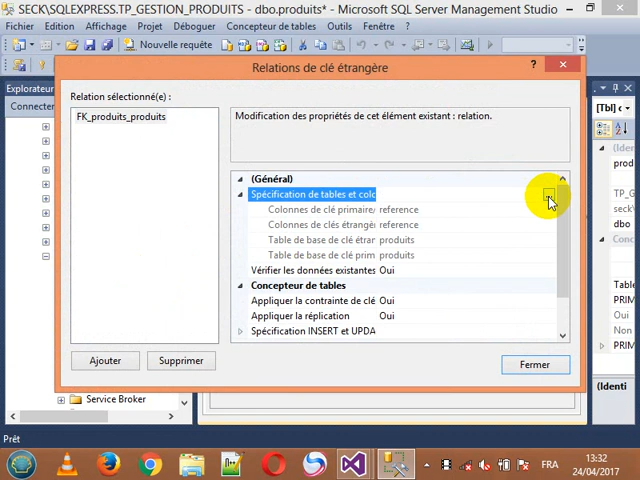 SECK\SQLEXPRESS.TP_GESTION_PRODUITS - dbo.produits* - Microsoft SQL Server Management Studio
Fichier Edition Affichage Projet Déboguer Concepteur de tables Outils Fenêtre ?
Nouvelle requête
Explorateur
Connecter
Relations de clé étrangère
?
Relation sélectionné(e) :
FK_produits_produits
Modification des propriétés de cet élément existant : relation.
(Général)
Spécification de tables et colc
Colonnes de clé primaire/ reference
Colonnes de clés étrangè reference
Table de base de clé étrar produits
Table de base de clé prim produits
Vérifier les données existantes Oui
Concepteur de tables
Appliquer la contrainte de clé Oui
Appliquer la réplication Oui
Spécification INSERT et UPDA
Ajouter Supprimer Fermer
[Tbl] d
(Ide
prod
TP_G
seck\
dbo
Conc
Table
PRIM
Oui
Non
PRIM
(Identi
Service Broker
Prêt
FRA
13:32
24/04/2017